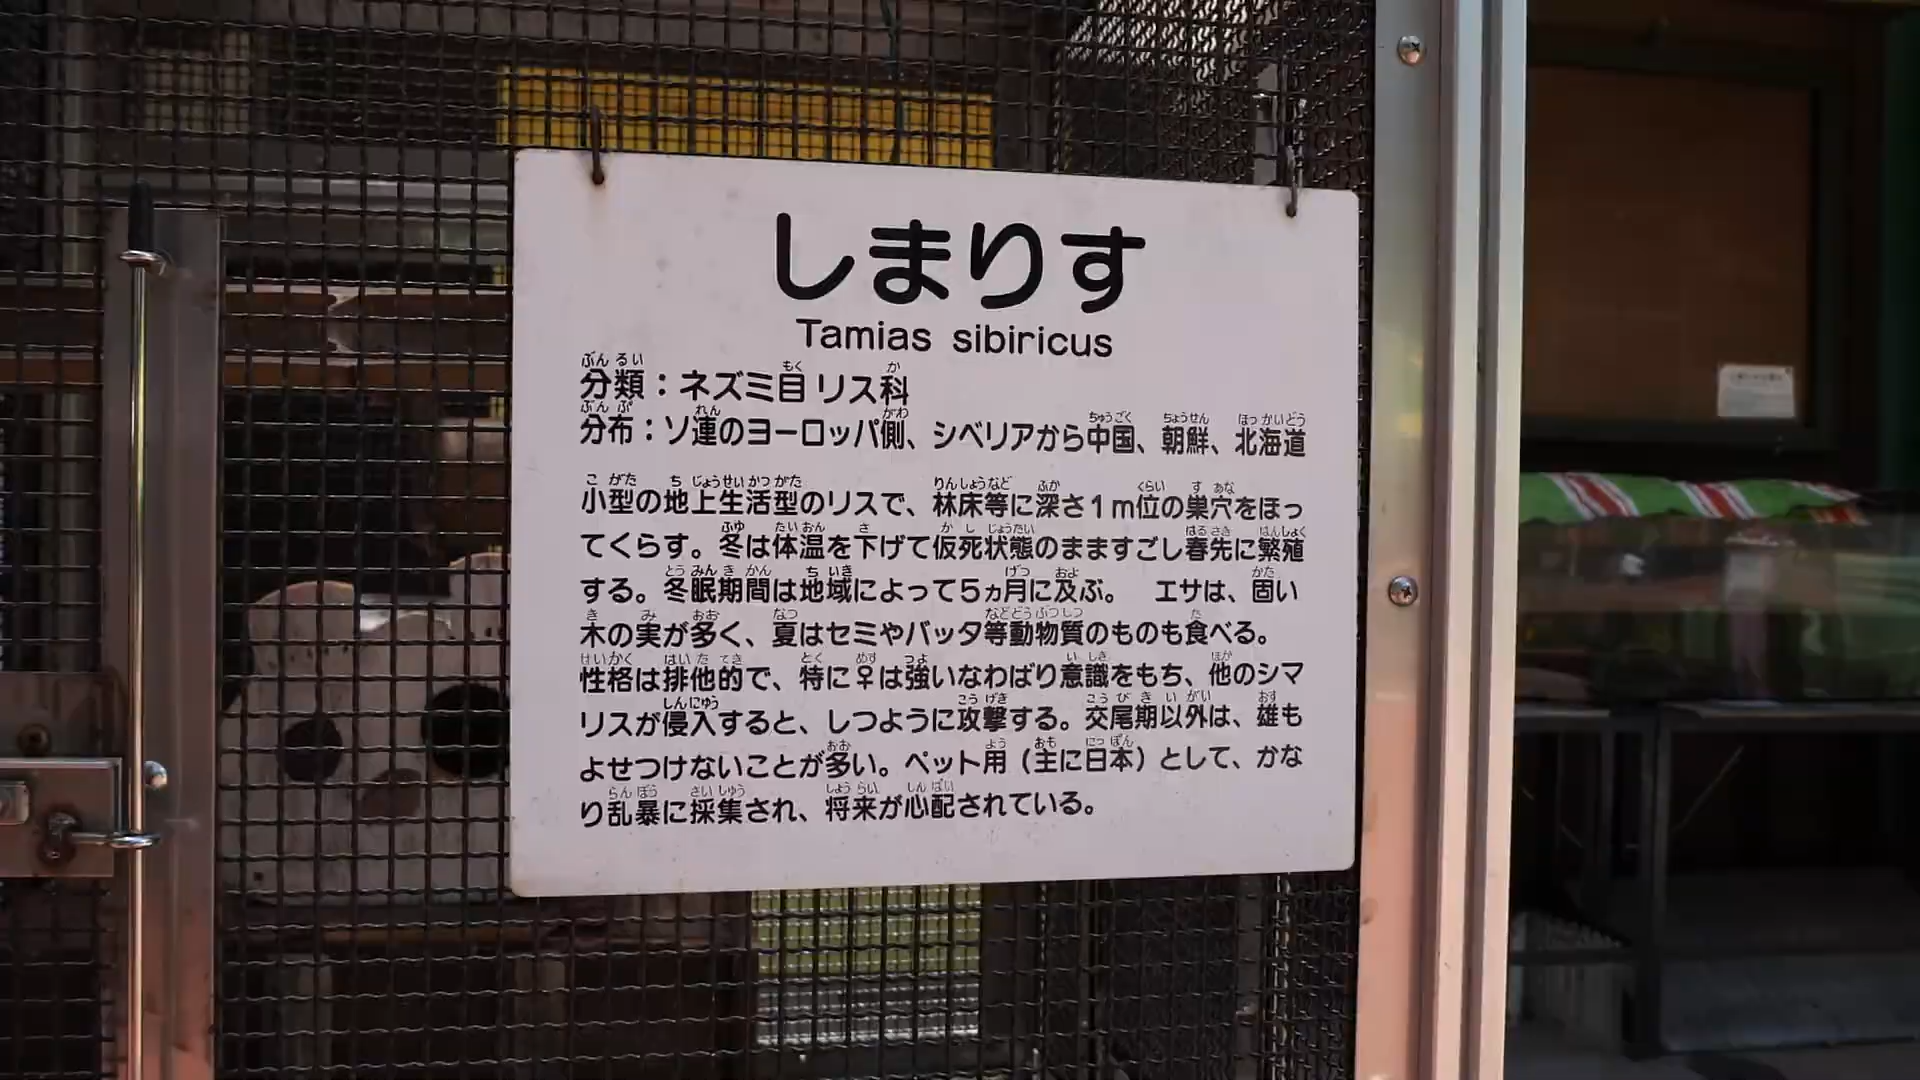 しまりす
Tamias sibiricus
分類：ネズミ目 リス科
分布：ソ連のヨーロッパ側、シベリアから中国、朝鮮、北海道
小型の地上生活型のリスで、林床等に深さ1m位の巣穴をほっ
てくらす。冬は体温を下げて仮死状態のまますごし春先に繁殖
する。冬眠期間は地域によって5ヵ月に及ぶ。 エサは、固い
木の実が多く、夏はセミやバッタ等動物質のものも食べる。
性格は排他的で、特に♀は強いなわばり意識をもち、他のシマ
リスが侵入すると、しつように攻撃する。交尾期以外は、雄も
よせつけないことが多い。ペット用（主に日本）として、かな
り乱暴に採集され、将来が心配されている。